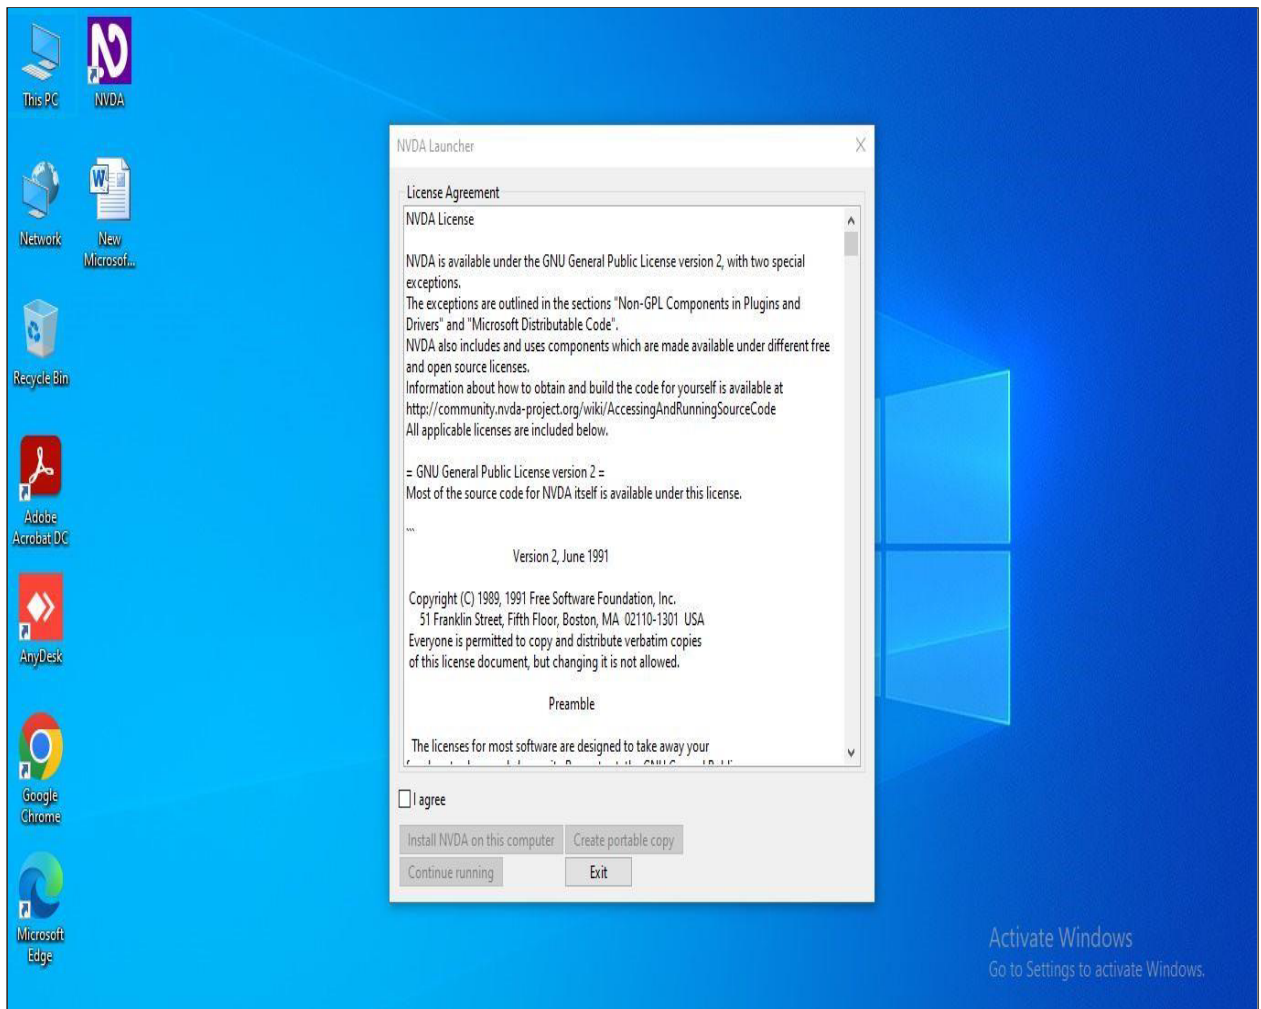 This PC
NVDA
Network
New
Microsof...
Recycle Bin
Adobe
Acrobat DC
AnyDesk
Google
Chrome
Microsoft
Edge
NVDA Launcher
License Agreement
NVDA License
NVDA is available under the GNU General Public License version 2, with two special
exceptions.
The exceptions are outlined in the sections "Non-GPL Components in Plugins and
Drivers" and "Microsoft Distributable Code".
NVDA also includes and uses components which are made available under different free
and open source licenses.
Information about how to obtain and build the code for yourself is available at
http://community.nvda-project.org/wiki/AccessingAndRunningSourceCode
All applicable licenses are included below.
= GNU General Public License version 2 =
Most of the source code for NVDA itself is available under this license.
```
Version 2, June 1991
Copyright (C) 1989, 1991 Free Software Foundation, Inc.
51 Franklin Street, Fifth Floor, Boston, MA 02110-1301 USA
Everyone is permitted to copy and distribute verbatim copies
of this license document, but changing it is not allowed.
Preamble
The licenses for most software are designed to take away your
I agree
Install NVDA on this computer
Create portable copy
Continue running
Exit
Activate Windows
Go to Settings to activate Windows.